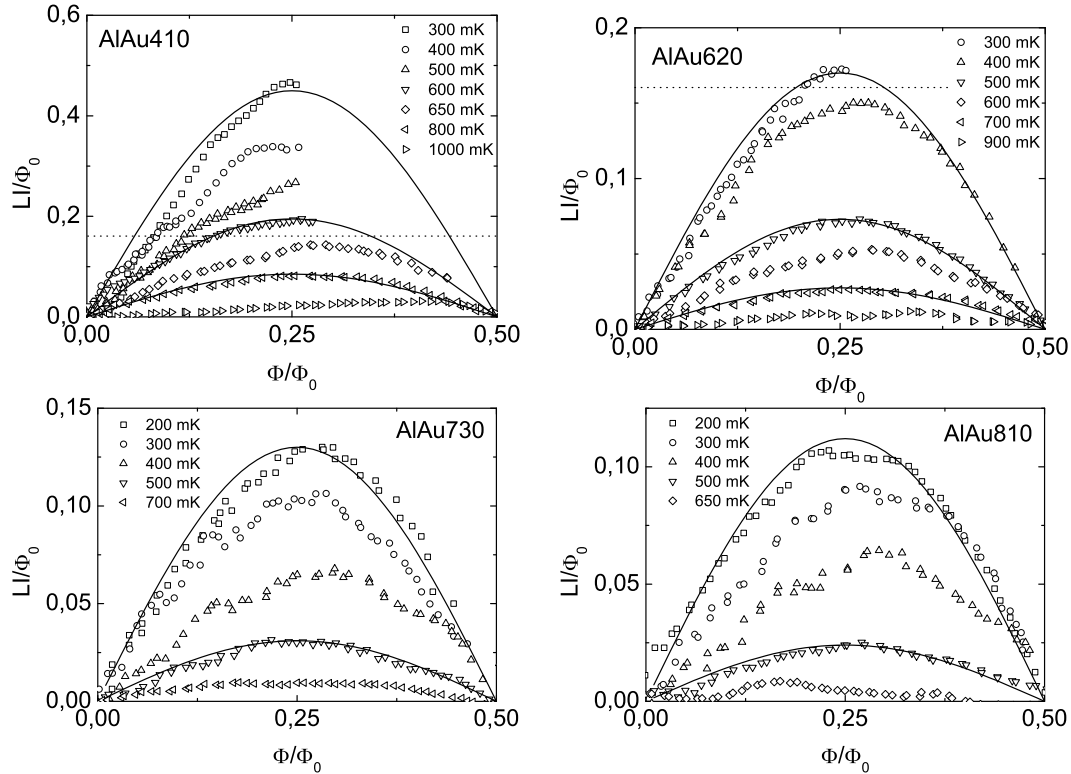 AlAu410
300 mK
400 mK
500 mK
600 mK
650 mK
800 mK
1000 mK
0,6
0,4
0,2
0,0
LI/Φ₀
0,00
0,25
0,50
Φ/Φ₀
AlAu620
300 mK
400 mK
500 mK
600 mK
700 mK
900 mK
0,2
0,1
0,0
LI/Φ₀
0,00
0,25
0,50
Φ/Φ₀
AlAu730
200 mK
300 mK
400 mK
500 mK
700 mK
0,15
0,10
0,05
0,00
LI/Φ₀
0,00
0,25
0,50
Φ/Φ₀
AlAu810
200 mK
300 mK
400 mK
500 mK
650 mK
0,10
0,05
0,00
LI/Φ₀
0,00
0,25
0,50
Φ/Φ₀